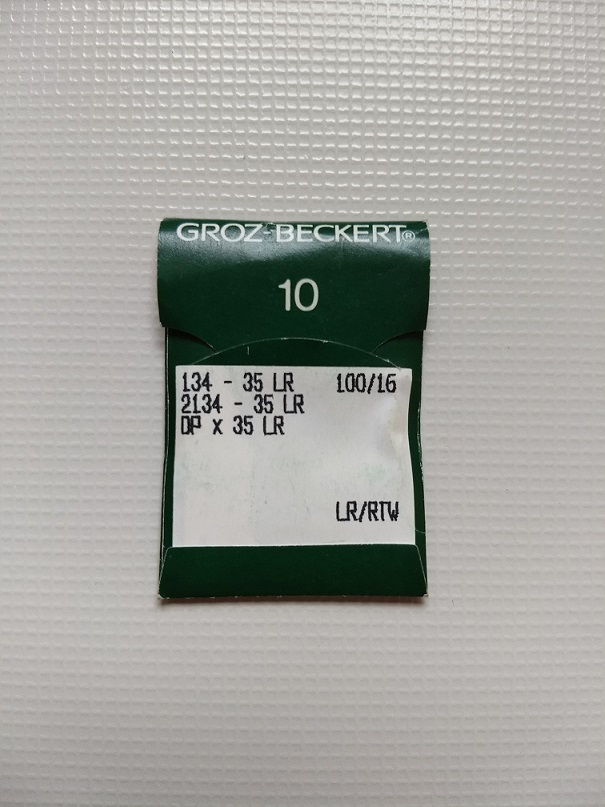 GROZ-BECKERT®
10
134 - 35 LR 100/16
2134 - 35 LR
DP x 35 LR
LR/RTW